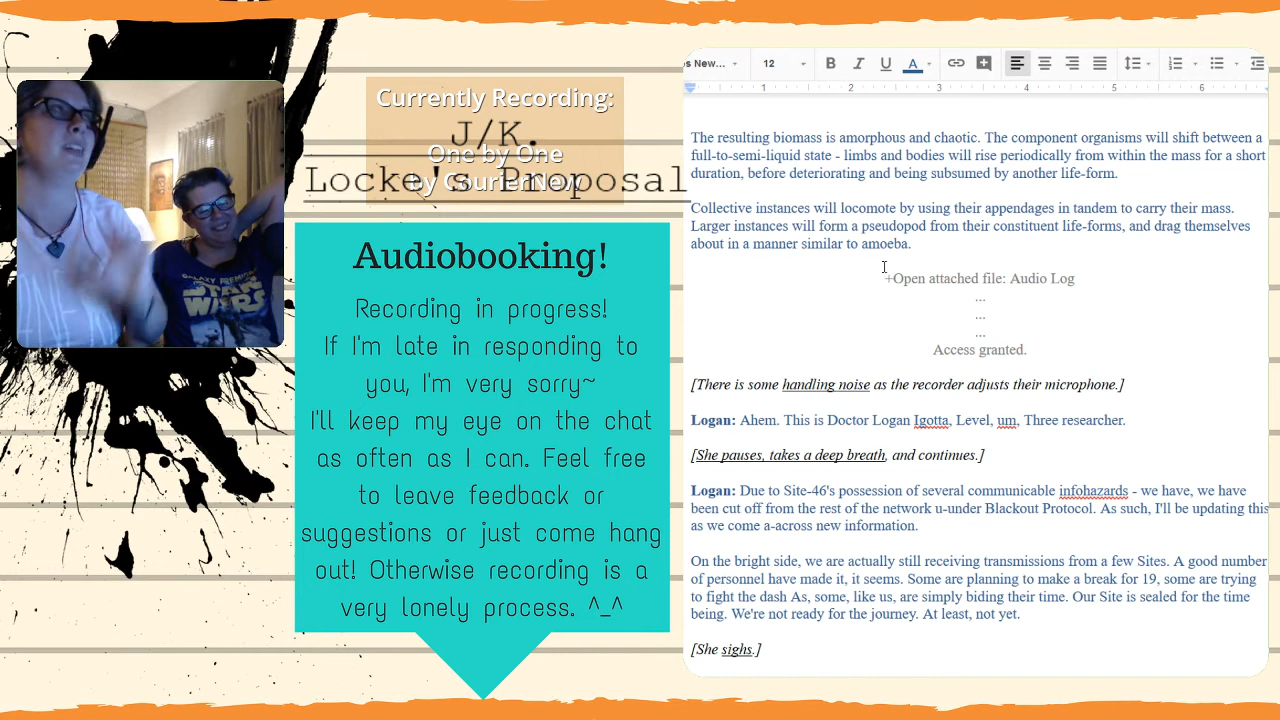 Currently Recording:
J/K.
One by One
Locke's Proposal
by CourierNew
Audiobooking!
Recording in progress!
If I'm late in responding to
you, I'm very sorry~
I'll keep my eye on the chat
as often as I can. Feel free
to leave feedback or
suggestions or just come hang
out! Otherwise recording is a
very lonely process. ^_^
GALAXY PREMIERE
STAR
WARS
s New...
12
B I U A
1 2 3 4 5 6
The resulting biomass is amorphous and chaotic. The component organisms will shift between a
full-to-semi-liquid state - limbs and bodies will rise periodically from within the mass for a short
duration, before deteriorating and being subsumed by another life-form.
Collective instances will locomote by using their appendages in tandem to carry their mass.
Larger instances will form a pseudopod from their constituent life-forms, and drag themselves
about in a manner similar to amoeba.
+Open attached file: Audio Log
...
...
...
Access granted.
[There is some handling noise as the recorder adjusts their microphone.]
Logan: Ahem. This is Doctor Logan Igotta, Level, um, Three researcher.
[She pauses, takes a deep breath, and continues.]
Logan: Due to Site-46's possession of several communicable infohazards - we have, we have
been cut off from the rest of the network u-under Blackout Protocol. As such, I'll be updating this
as we come a-across new information.
On the bright side, we are actually still receiving transmissions from a few Sites. A good number
of personnel have made it, it seems. Some are planning to make a break for 19, some are trying
to fight the dash As, some, like us, are simply biding their time. Our Site is sealed for the time
being. We're not ready for the journey. At least, not yet.
[She sighs.]